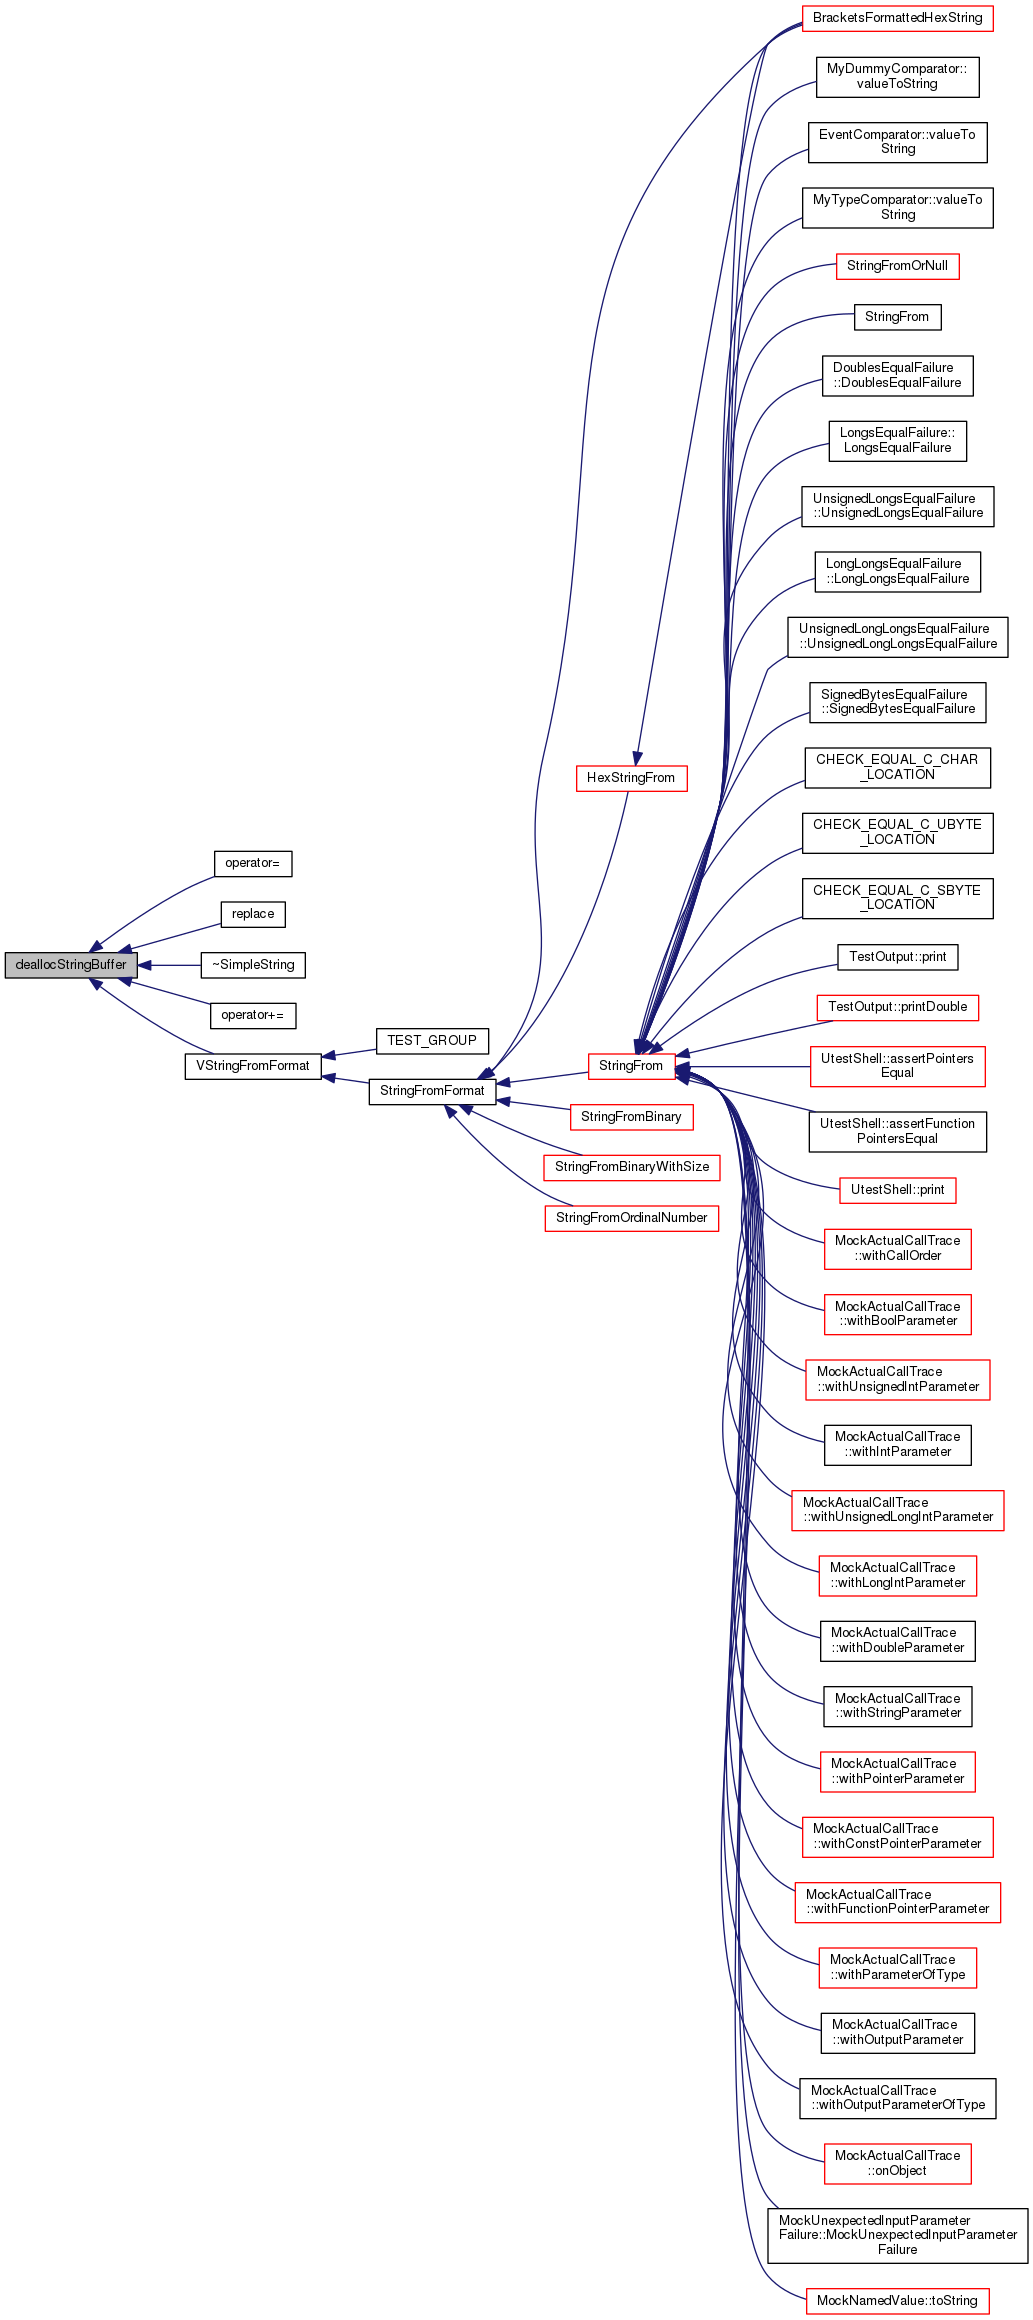 BracketsFormattedHexString
MyDummyComparator::
valueToString
EventComparator::valueTo
String
MyTypeComparator::valueTo
String
StringFromOrNull
StringFrom
DoublesEqualFailure
::DoublesEqualFailure
LongsEqualFailure::
LongsEqualFailure
UnsignedLongsEqualFailure
::UnsignedLongsEqualFailure
LongLongsEqualFailure
::LongLongsEqualFailure
UnsignedLongLongsEqualFailure
::UnsignedLongLongsEqualFailure
SignedBytesEqualFailure
::SignedBytesEqualFailure
CHECK_EQUAL_C_CHAR
_LOCATION
CHECK_EQUAL_C_UBYTE
_LOCATION
CHECK_EQUAL_C_SBYTE
_LOCATION
HexStringFrom
operator=
replace
deallocStringBuffer
~SimpleString
operator+=
VStringFromFormat
TEST_GROUP
StringFromFormat
StringFrom
StringFromBinary
StringFromBinaryWithSize
StringFromOrdinalNumber
TestOutput::print
TestOutput::printDouble
UtestShell::assertPointers
Equal
UtestShell::assertFunction
PointersEqual
UtestShell::print
MockActualCallTrace
::withCallOrder
MockActualCallTrace
::withBoolParameter
MockActualCallTrace
::withUnsignedIntParameter
MockActualCallTrace
::withIntParameter
MockActualCallTrace
::withUnsignedLongIntParameter
MockActualCallTrace
::withLongIntParameter
MockActualCallTrace
::withDoubleParameter
MockActualCallTrace
::withStringParameter
MockActualCallTrace
::withPointerParameter
MockActualCallTrace
::withConstPointerParameter
MockActualCallTrace
::withFunctionPointerParameter
MockActualCallTrace
::withParameterOfType
MockActualCallTrace
::withOutputParameter
MockActualCallTrace
::withOutputParameterOfType
MockActualCallTrace
::onObject
MockUnexpectedInputParameter
Failure::MockUnexpectedInputParameter
Failure
MockNamedValue::toString